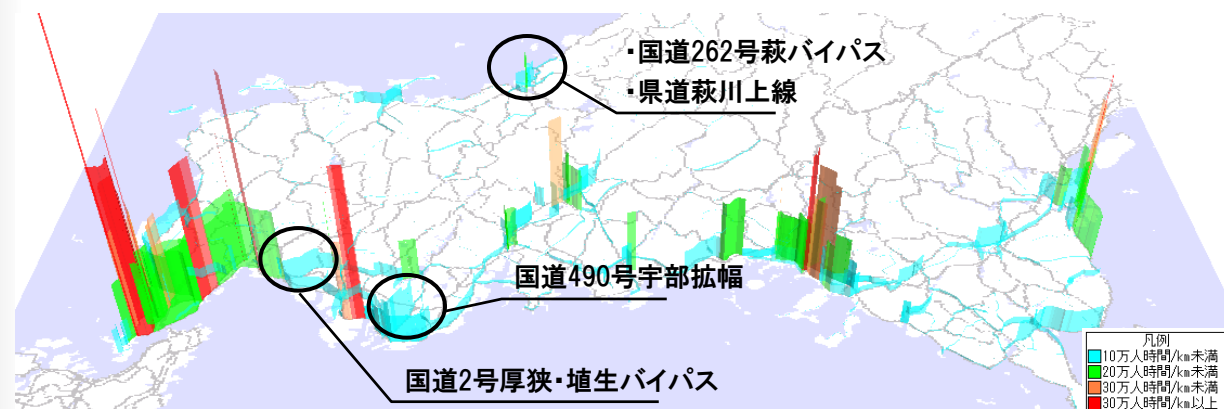 ・国道262号萩バイパス
・県道萩川上線
国道490号宇部拡幅
国道2号厚狭・埴生バイパス
凡例
10万人時間/km未満
20万人時間/km未満
30万人時間/km未満
30万人時間/km以上